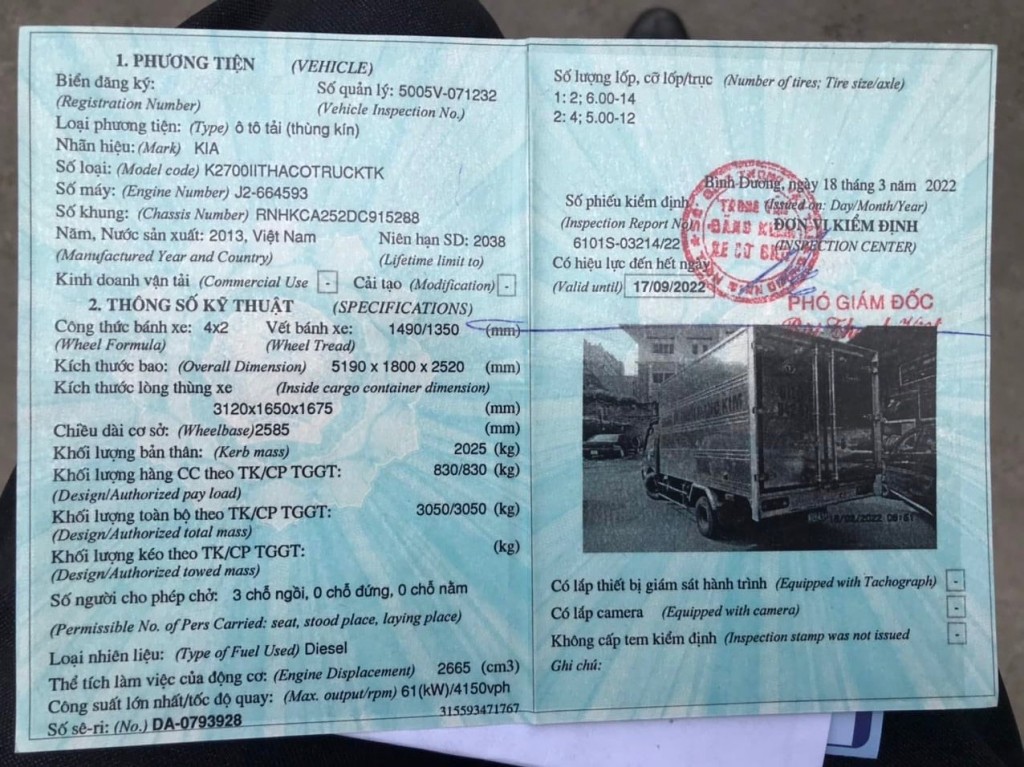 1. PHƯƠNG TIỆN (VEHICLE)
Biển đăng ký: Số quản lý: 5005V-071232
(Registration Number) (Vehicle Inspection No.)
Loại phương tiện: (Type) ô tô tải (thùng kín)
Nhãn hiệu: (Mark) KIA
Số loại: (Model code) K2700IITHACOTRUCKTK
Số máy: (Engine Number) J2-664593
Số khung: (Chassis Number) RNHKCA252DC915288
Năm, Nước sản xuất: 2013, Việt Nam Niên hạn SD: 2038
(Manufactured Year and Country) (Lifetime limit to)
Kinh doanh vận tải (Commercial Use - Cải tạo (Modification) -
2. THÔNG SỐ KỸ THUẬT (SPECIFICATIONS)
Công thức bánh xe: 4x2 Vết bánh xe: 1490/1350 (mm)
(Wheel Formula) (Wheel Tread)
Kích thước bao: (Overall Dimension) 5190 x 1800 x 2520 (mm)
Kích thước lòng thùng xe (Inside cargo container dimension)
3120x1650x1675 (mm)
Chiều dài cơ sở: (Wheelbase) 2585 (mm)
Khối lượng bản thân: (Kerb mass) 2025 (kg)
Khối lượng hàng CC theo TK/CP TGGT: 830/830 (kg)
(Design/Authorized pay load)
Khối lượng toàn bộ theo TK/CP TGGT: 3050/3050 (kg)
(Design/Authorized total mass)
Khối lượng kéo theo TK/CP TGGT: (kg)
(Design/Authorized towed mass)
Số người cho phép chở: 3 chỗ ngồi, 0 chỗ đứng, 0 chỗ nằm
(Permissible No. of Pers Carried: seat, stood place, laying place)
Loại nhiên liệu: (Type of Fuel Used) Diesel
Thể tích làm việc của động cơ: (Engine Displacement) 2665 (cm3)
Công suất lớn nhất/tốc độ quay: (Max. output/rpm) 61(kW)/4150vph
315593471767
Số sê-ri: (No.) DA-0793928
Số lượng lốp, cỡ lốp/trục (Number of tires; Tire size/axle)
1: 2; 6.00-14
2: 4; 5.00-12
Bình Dương, ngày 18 tháng 3 năm 2022
Số phiếu kiểm định (Issued on: Day/Month/Year)
(Inspection Report No) ĐƠN VỊ KIỂM ĐỊNH
6101S-03214/22 (INSPECTION CENTER)
Có hiệu lực đến hết ngày
(Valid until) 17/09/2022
TRUNG TÂM
ĐĂNG KIỂM
XE CƠ GIỚI
PHÓ GIÁM ĐỐC
18/03/2022 08:51
Có lắp thiết bị giám sát hành trình (Equipped with Tachograph) -
Có lắp camera (Equipped with camera) -
Không cấp tem kiểm định (Inspection stamp was not issued -
Ghi chú: